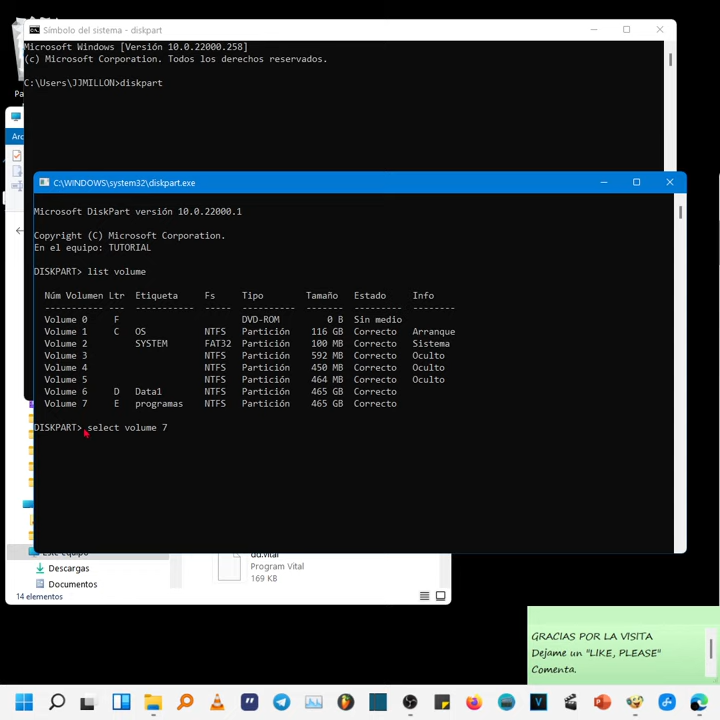 Símbolo del sistema - diskpart
Microsoft Windows [Versión 10.0.22000.258]
(c) Microsoft Corporation. Todos los derechos reservados.
C:\Users\JJMILLON>diskpart
Pa
Arc
C:\WINDOWS\system32\diskpart.exe
Microsoft DiskPart versión 10.0.22000.1
Copyright (C) Microsoft Corporation.
En el equipo: TUTORIAL
DISKPART> list volume
Núm Volumen Ltr Etiqueta Fs Tipo Tamaño Estado Info
----------- --- ----------- ----- ---------- ------- --------- --------
Volume 0 F DVD-ROM 0 B Sin medio
Volume 1 C OS NTFS Partición 116 GB Correcto Arranque
Volume 2 SYSTEM FAT32 Partición 100 MB Correcto Sistema
Volume 3 NTFS Partición 592 MB Correcto Oculto
Volume 4 NTFS Partición 450 MB Correcto Oculto
Volume 5 NTFS Partición 464 MB Correcto Oculto
Volume 6 D Data1 NTFS Partición 465 GB Correcto
Volume 7 E programas NTFS Partición 465 GB Correcto
DISKPART> select volume 7
Este equipo
dd.vital
Program Vital
169 KB
Descargas
Documentos
14 elementos
GRACIAS POR LA VISITA
Dejame un "LIKE, PLEASE"
Comenta.